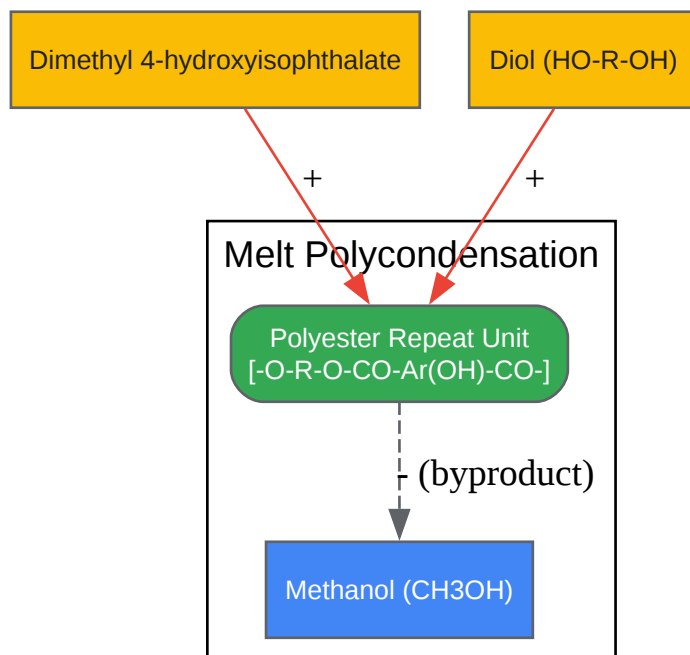 Dimethyl 4-hydroxyisophthalate
Diol (HO-R-OH)
+
+
Melt Polycondensation
Polyester Repeat Unit
[-O-R-O-CO-Ar(OH)-CO-]
- (byproduct)
Methanol (CH3OH)